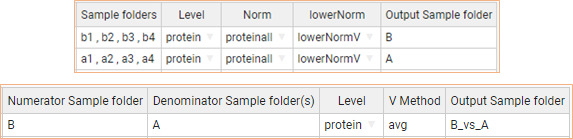 Sample folders Level Norm lowerNorm Output Sample folder
b1 , b2 , b3 , b4 protein proteinall lowerNormV B
a1 , a2 , a3 , a4 protein proteinall lowerNormV A
Numerator Sample folder Denominator Sample folder(s) Level V Method Output Sample folder
B A protein avg B_vs_A